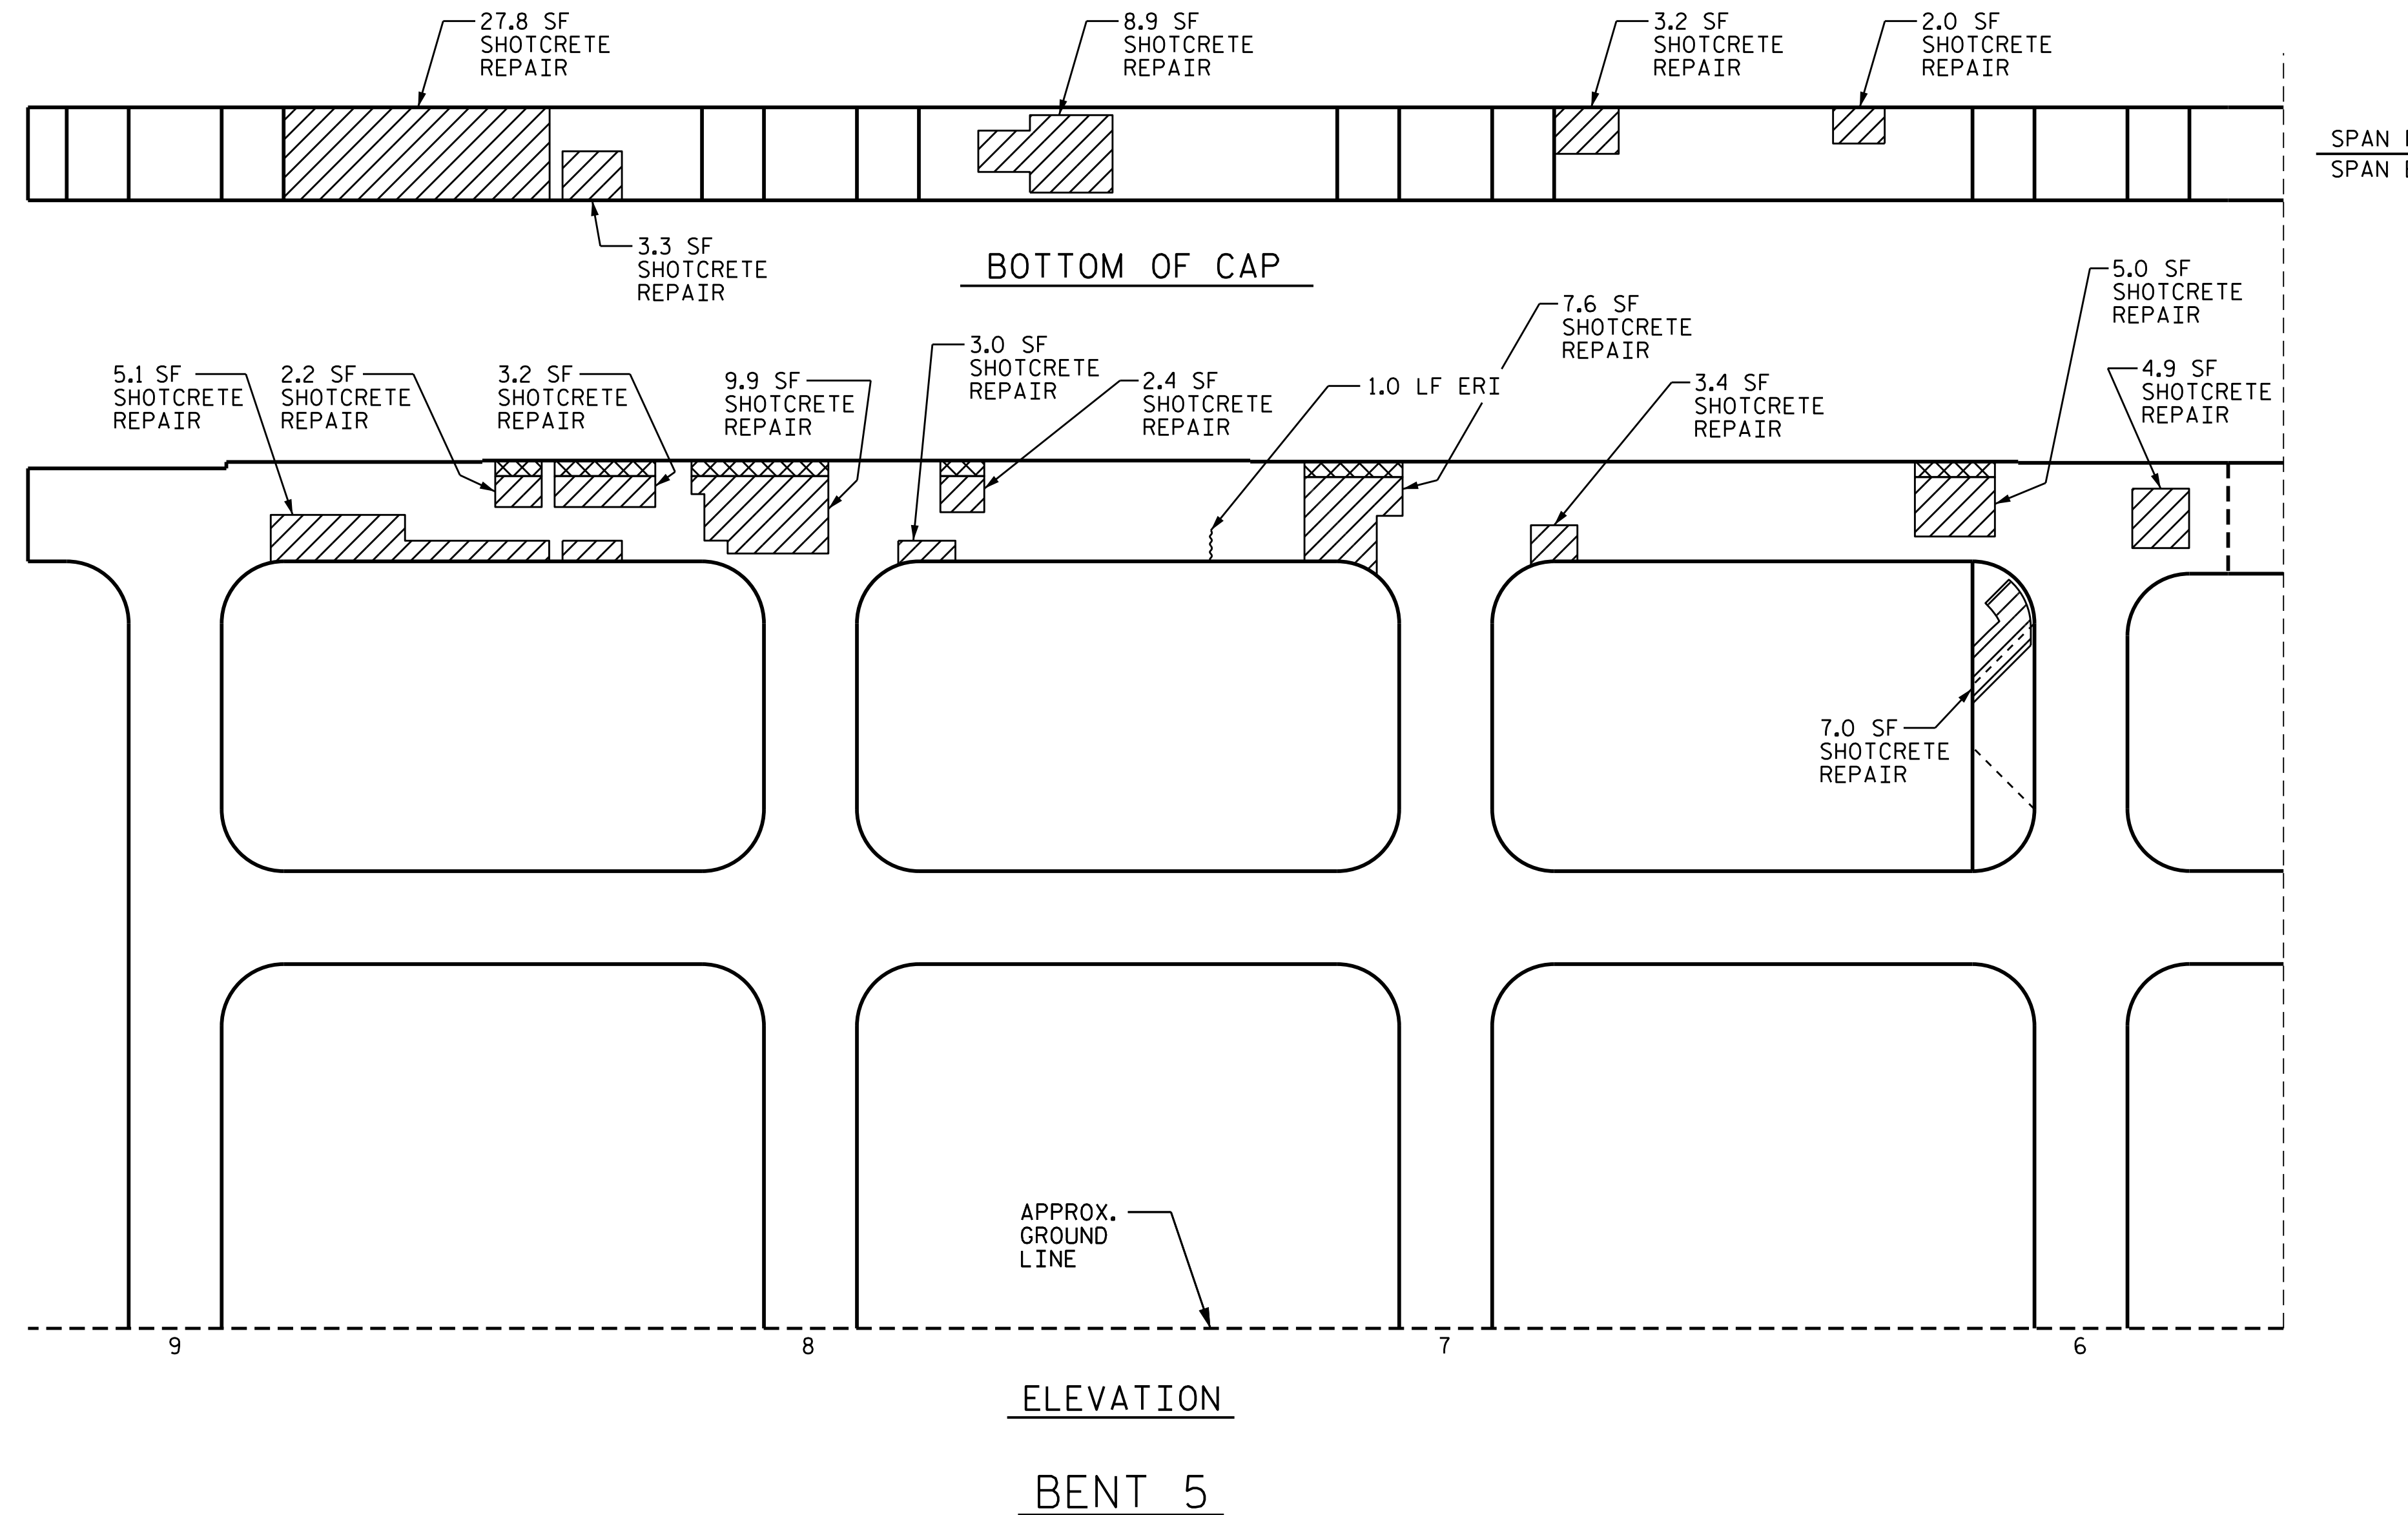 27.8 SF
SHOTCRETE
REPAIR
8.9 SF
SHOTCRETE
REPAIR
3.2 SF
SHOTCRETE
REPAIR
2.0 SF
SHOTCRETE
REPAIR
SPAN
SPAN
3.3 SF
SHOTCRETE
REPAIR
BOTTOM OF CAP
5.0 SF
SHOTCRETE
REPAIR
7.6 SF
SHOTCRETE
REPAIR
5.1 SF
SHOTCRETE
REPAIR
2.2 SF
SHOTCRETE
REPAIR
3.2 SF
SHOTCRETE
REPAIR
9.9 SF
SHOTCRETE
REPAIR
3.0 SF
SHOTCRETE
REPAIR
2.4 SF
SHOTCRETE
REPAIR
1.0 LF ERI
3.4 SF
SHOTCRETE
REPAIR
4.9 SF
SHOTCRETE
REPAIR
7.0 SF
SHOTCRETE
REPAIR
APPROX.
GROUND
LINE
9
8
7
6
ELEVATION
BENT 5